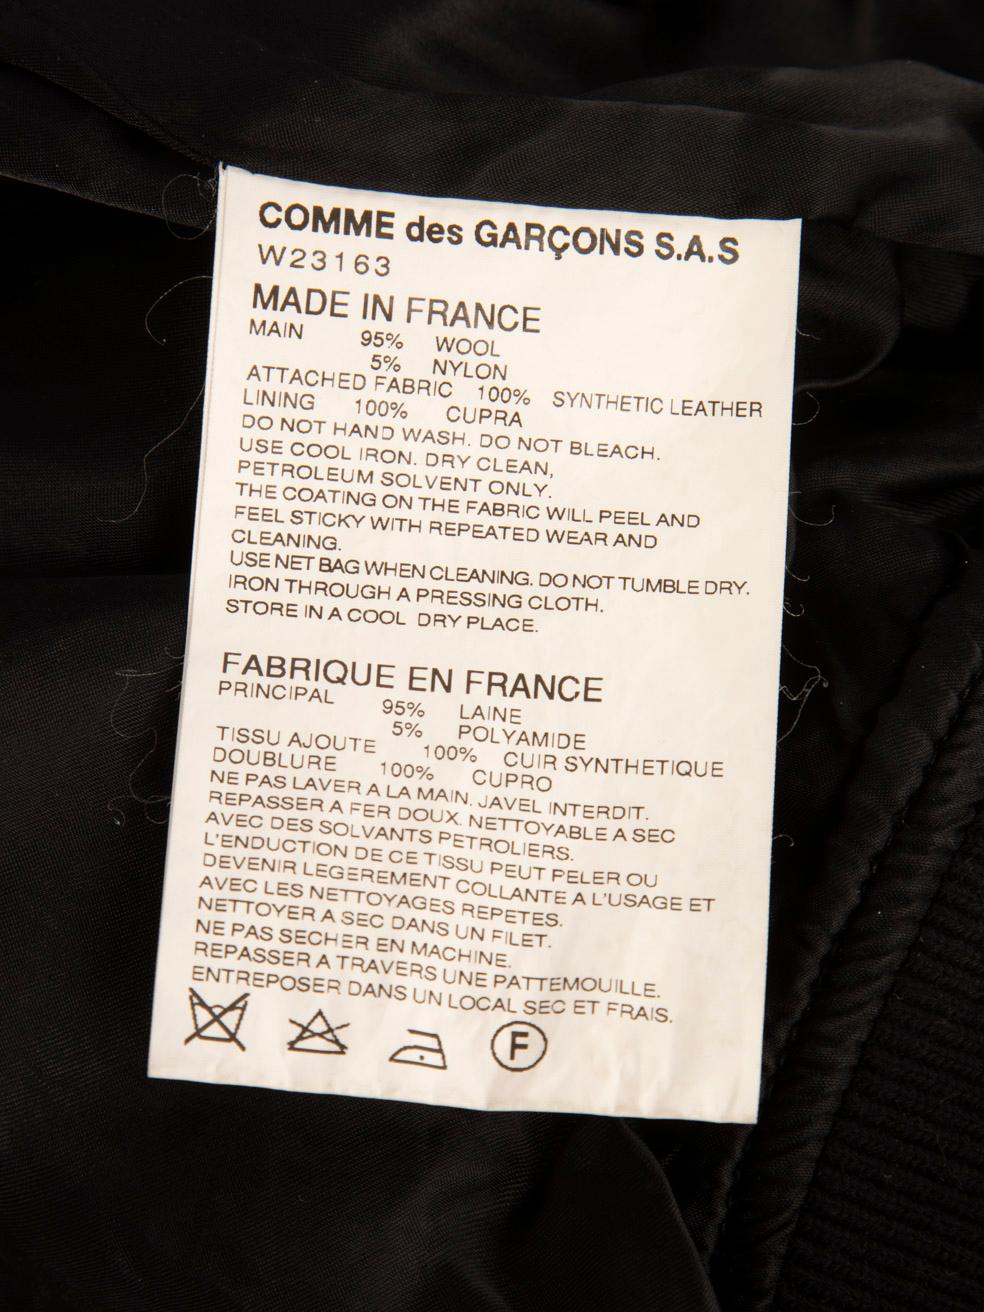 COMME des GARÇONS S.A.S
W23163
MADE IN FRANCE
MAIN 95% WOOL
5% NYLON
ATTACHED FABRIC 100% SYNTHETIC LEATHER
LINING 100% CUPRA
DO NOT HAND WASH. DO NOT BLEACH.
USE COOL IRON. DRY CLEAN,
PETROLEUM SOLVENT ONLY.
THE COATING ON THE FABRIC WILL PEEL AND
FEEL STICKY WITH REPEATED WEAR AND
CLEANING.
USE NET BAG WHEN CLEANING. DO NOT TUMBLE DRY.
IRON THROUGH A PRESSING CLOTH.
STORE IN A COOL DRY PLACE.
FABRIQUE EN FRANCE
PRINCIPAL 95% LAINE
5% POLYAMIDE
TISSU AJOUTE 100% CUIR SYNTHETIQUE
DOUBLURE 100% CUPRO
NE PAS LAVER A LA MAIN. JAVEL INTERDIT.
REPASSER A FER DOUX. NETTOYABLE A SEC
AVEC DES SOLVANTS PETROLIERS.
L'ENDUCTION DE CE TISSU PEUT PELER OU
DEVENIR LEGEREMENT COLLANTE A L'USAGE ET
AVEC LES NETTOYAGES REPETES.
NETTOYER A SEC DANS UN FILET.
NE PAS SECHER EN MACHINE.
REPASSER A TRAVERS UNE PATTEMOUILLE.
ENTREPOSER DANS UN LOCAL SEC ET FRAIS.
F